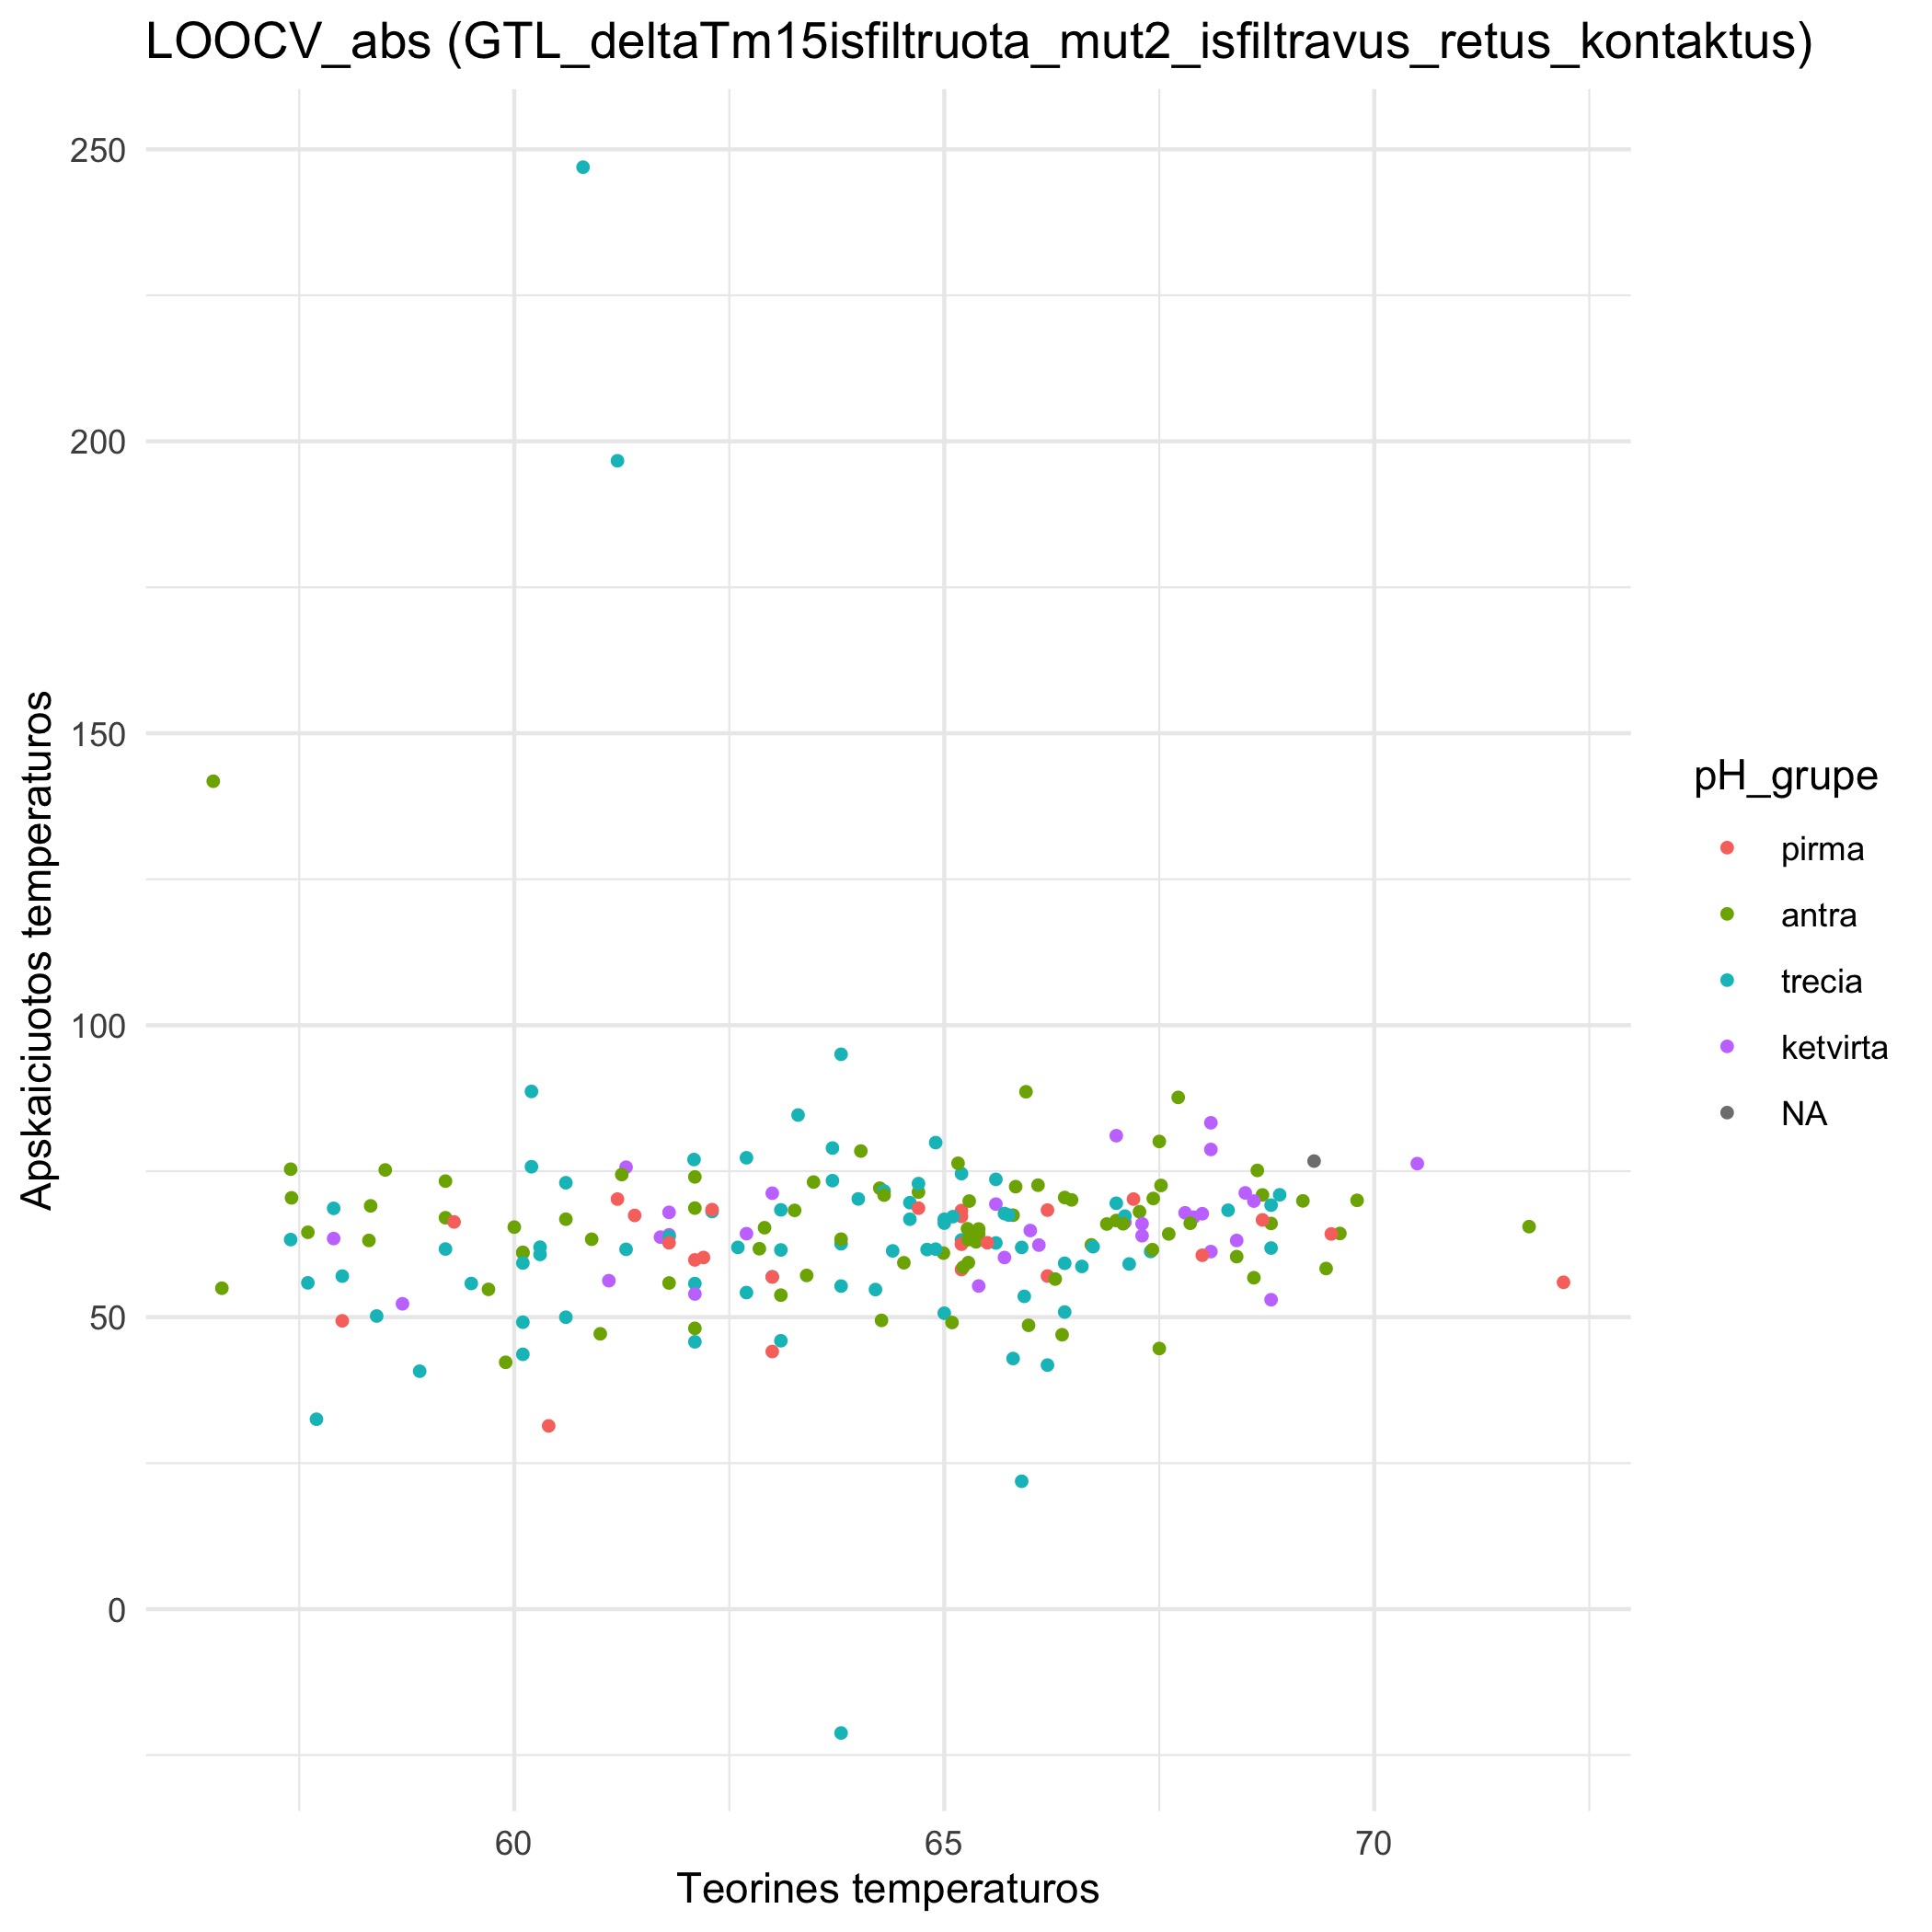 LOOCV_abs (GTL_deltaTm15isfiltruota_mut2_isfiltravus_retus_kontaktus)
Apskaiciuotos temperaturos
250
200
150
100
50
0
60
65
70
Teorines temperaturos
pH_grupe
pirma
antra
trecia
ketvirta
NA